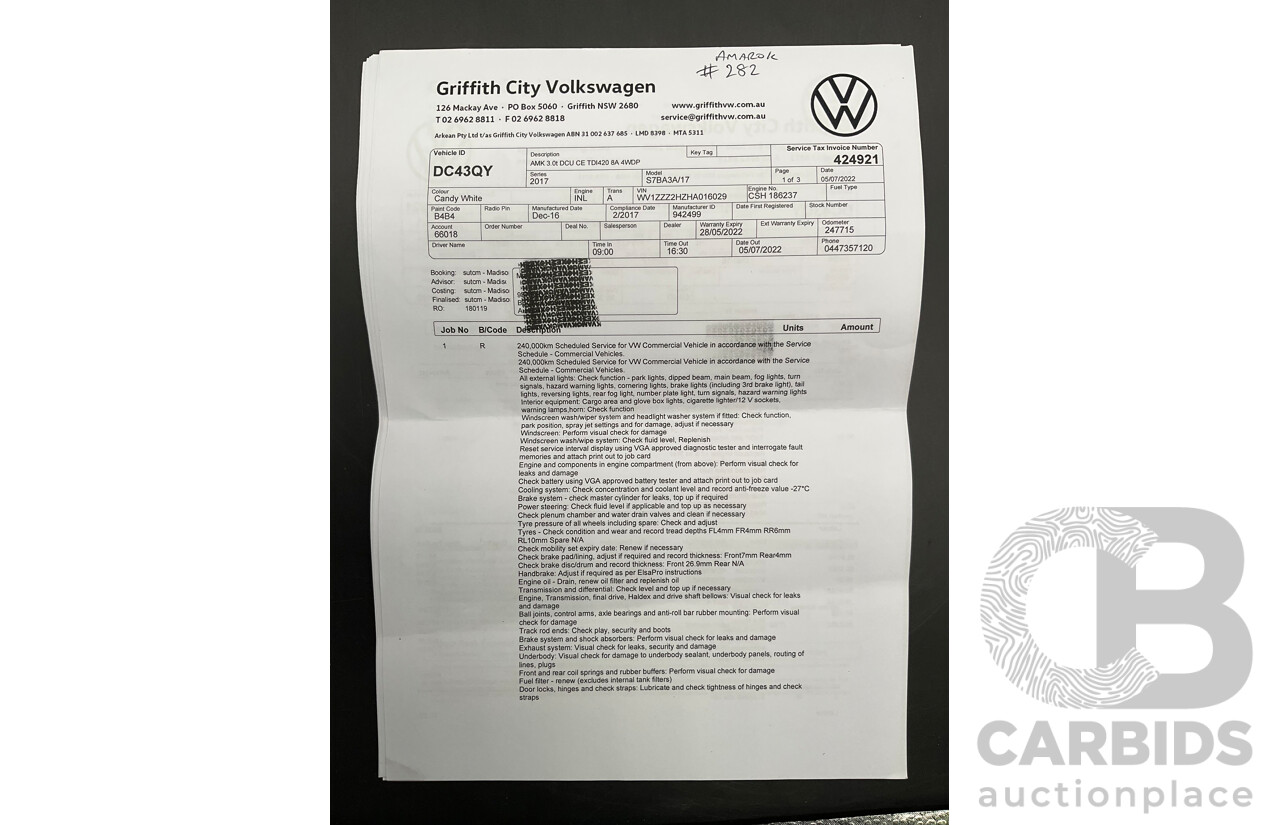 AMAROK
# 282
Griffith City Volkswagen
126 Mackay Ave · PO Box 5060 · Griffith NSW 2680 www.griffithvw.com.au
T 02 6962 8811 · F 02 6962 8818 service@griffithvw.com.au
Arkean Pty Ltd t/as Griffith City Volkswagen ABN 31 002 637 685 · LMD 8398 · MTA 5311
Vehicle ID Description Key Tag Service Tax Invoice Number
DC43QY AMK 3.0t DCU CE TDI420 8A 4WDP 424921
Series Model Page Date
2017 S7BA3A/17 1 of 3 05/07/2022
Colour Engine Trans VIN Engine No. Fuel Type
Candy White INL A WV1ZZZ2HZHA016029 CSH 186237
Paint Code Radio Pin Manufactured Date Compliance Date Manufacturer ID Date First Registered Stock Number
B4B4 Dec-16 2/2017 942499
Account Order Number Deal No. Salesperson Dealer Warranty Expiry Ext Warranty Expiry Odometer
66018 28/05/2022 247715
Driver Name Time In Time Out Date Out Phone
09:00 16:30 05/07/2022 0447357120
Booking: sutcm - Madiso
Advisor: sutcm - Madisi
Costing: sutcm - Madiso
Finalised: sutcm - Madiso
RO: 180119
Job No B/Code Description Units Amount
1 R 240,000km Scheduled Service for VW Commercial Vehicle in accordance with the Service
Schedule - Commercial Vehicles.
240,000km Scheduled Service for VW Commercial Vehicle in accordance with the Service
Schedule - Commercial Vehicles.
All external lights: Check function - park lights, dipped beam, main beam, fog lights, turn
signals, hazard warning lights, cornering lights, brake lights (including 3rd brake light), tail
lights, reversing lights, rear fog light, number plate light, turn signals, hazard warning lights
Interior equipment: Cargo area and glove box lights, cigarette lighter/12 V sockets,
warning lamps,horn: Check function
Windscreen wash/wiper system and headlight washer system if fitted: Check function,
park position, spray jet settings and for damage, adjust if necessary
Windscreen: Perform visual check for damage
Windscreen wash/wipe system: Check fluid level, Replenish
Reset service interval display using VGA approved diagnostic tester and interrogate fault
memories and attach print out to job card
Engine and components in engine compartment (from above): Perform visual check for
leaks and damage
Check battery using VGA approved battery tester and attach print out to job card
Cooling system: Check concentration and coolant level and record anti-freeze value -27°C
Brake system - check master cylinder for leaks, top up if required
Power steering: Check fluid level if applicable and top up as necessary
Check plenum chamber and water drain valves and clean if necessary
Tyre pressure of all wheels including spare: Check and adjust
Tyres - Check condition and wear and record tread depths FL4mm FR4mm RR6mm
RL10mm Spare N/A
Check mobility set expiry date: Renew if necessary
Check brake pad/lining, adjust if required and record thickness: Front7mm Rear4mm
Check brake disc/drum and record thickness: Front 26.9mm Rear N/A
Handbrake: Adjust if required as per ElsaPro instructions
Engine oil - Drain, renew oil filter and replenish oil
Transmission and differential: Check level and top up if necessary
Engine, Transmission, final drive, Haldex and drive shaft bellows: Visual check for leaks
and damage
Ball joints, control arms, axle bearings and anti-roll bar rubber mounting: Perform visual
check for damage
Track rod ends: Check play, security and boots
Brake system and shock absorbers: Perform visual check for leaks and damage
Exhaust system: Visual check for leaks, security and damage
Underbody: Visual check for damage to underbody sealant, underbody panels, routing of
lines, plugs
Front and rear coil springs and rubber buffers: Perform visual check for damage
Fuel filter - renew (excludes internal tank filters)
Door locks, hinges and check straps: Lubricate and check tightness of hinges and check
straps
CB
CARBIDS
auctionplace